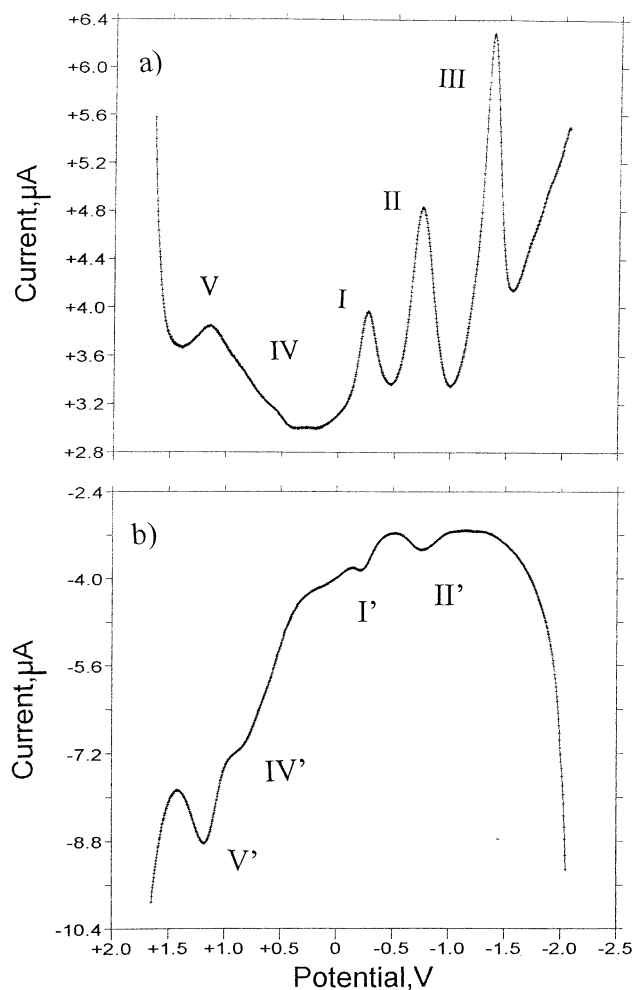 +6.4
a)
+6.0
III
+5.6
+5.2
II
+4.8
Current,µA
+4.4
V
I
+4.0
IV
+3.6
+3.2
+2.8
-2.4
b)
-4.0
I’
II’
-5.6
Current,µA
-7.2
IV’
V’
-8.8
-10.4
+2.0 +1.5 +1.0 +0.5 0 -0.5 -1.0 -1.5 -2.0 -2.5
Potential,V